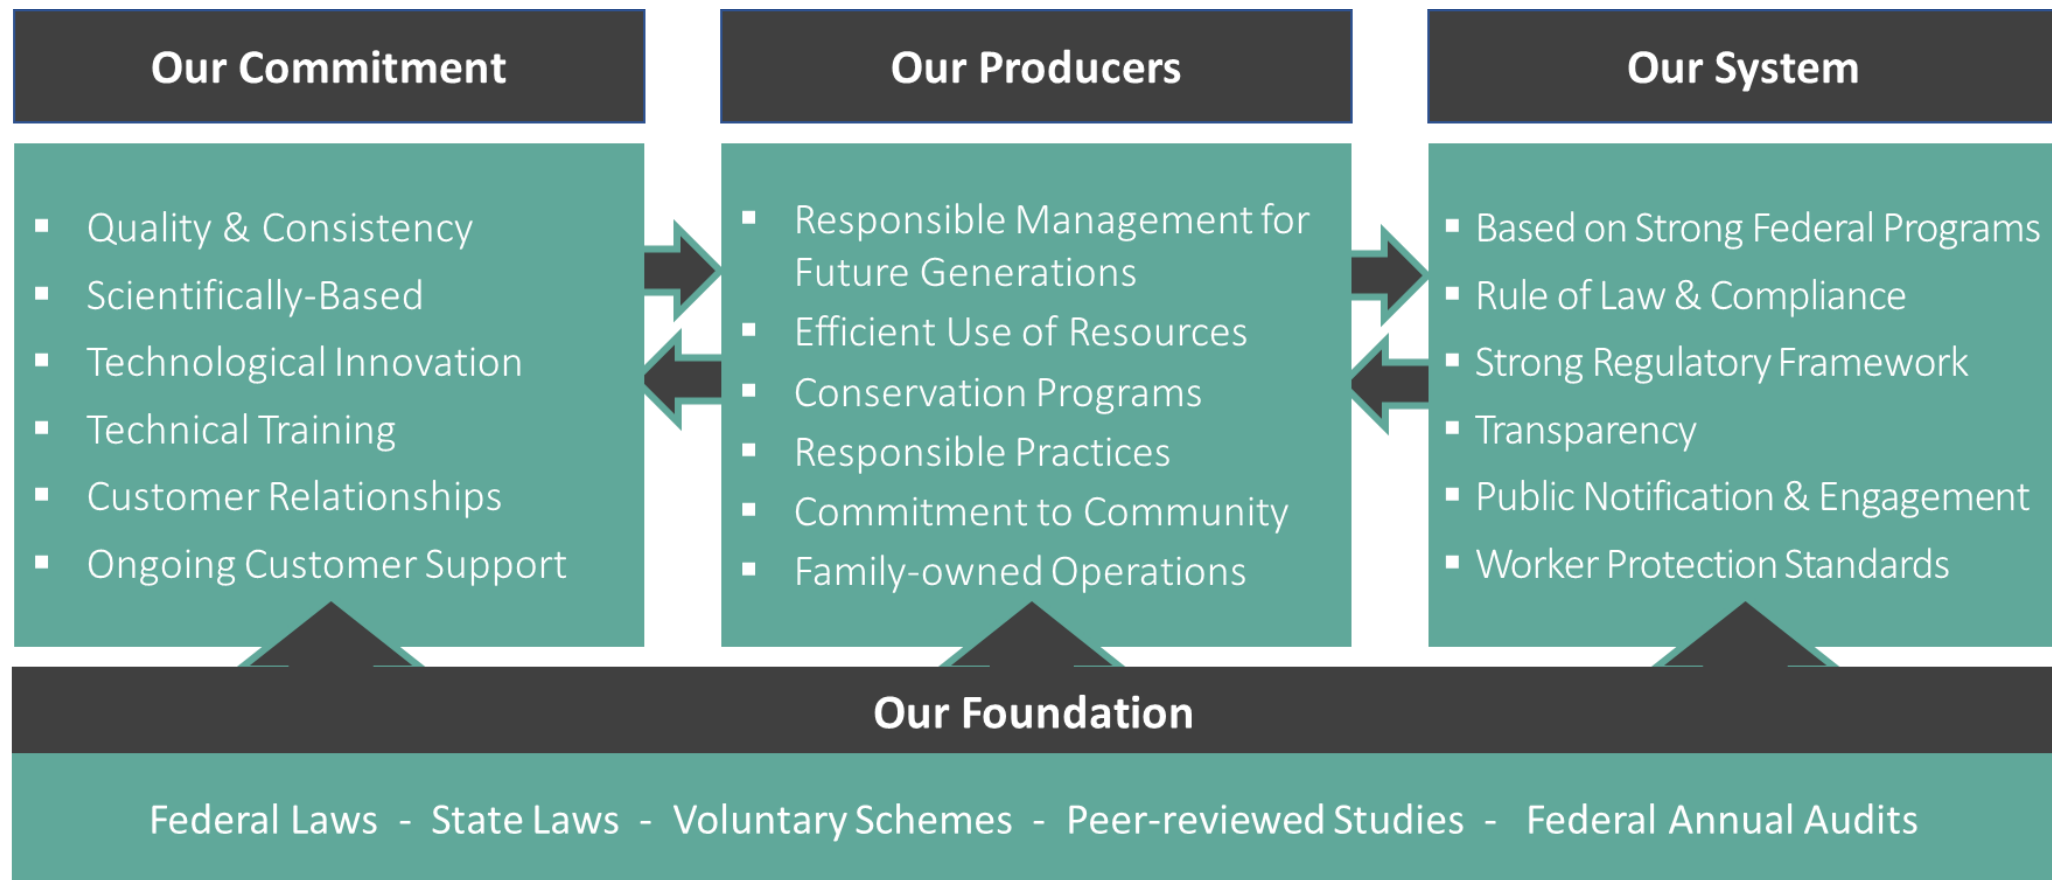 Our Commitment
▪ Quality & Consistency
▪ Scientifically-Based
▪ Technological Innovation
▪ Technical Training
▪ Customer Relationships
▪ Ongoing Customer Support
Our Producers
▪ Responsible Management for
Future Generations
▪ Efficient Use of Resources
▪ Conservation Programs
▪ Responsible Practices
▪ Commitment to Community
▪ Family-owned Operations
Our System
▪ Based on Strong Federal Programs
▪ Rule of Law & Compliance
▪ Strong Regulatory Framework
▪ Transparency
▪ Public Notification & Engagement
▪ Worker Protection Standards
Our Foundation
Federal Laws - State Laws - Voluntary Schemes - Peer-reviewed Studies - Federal Annual Audits